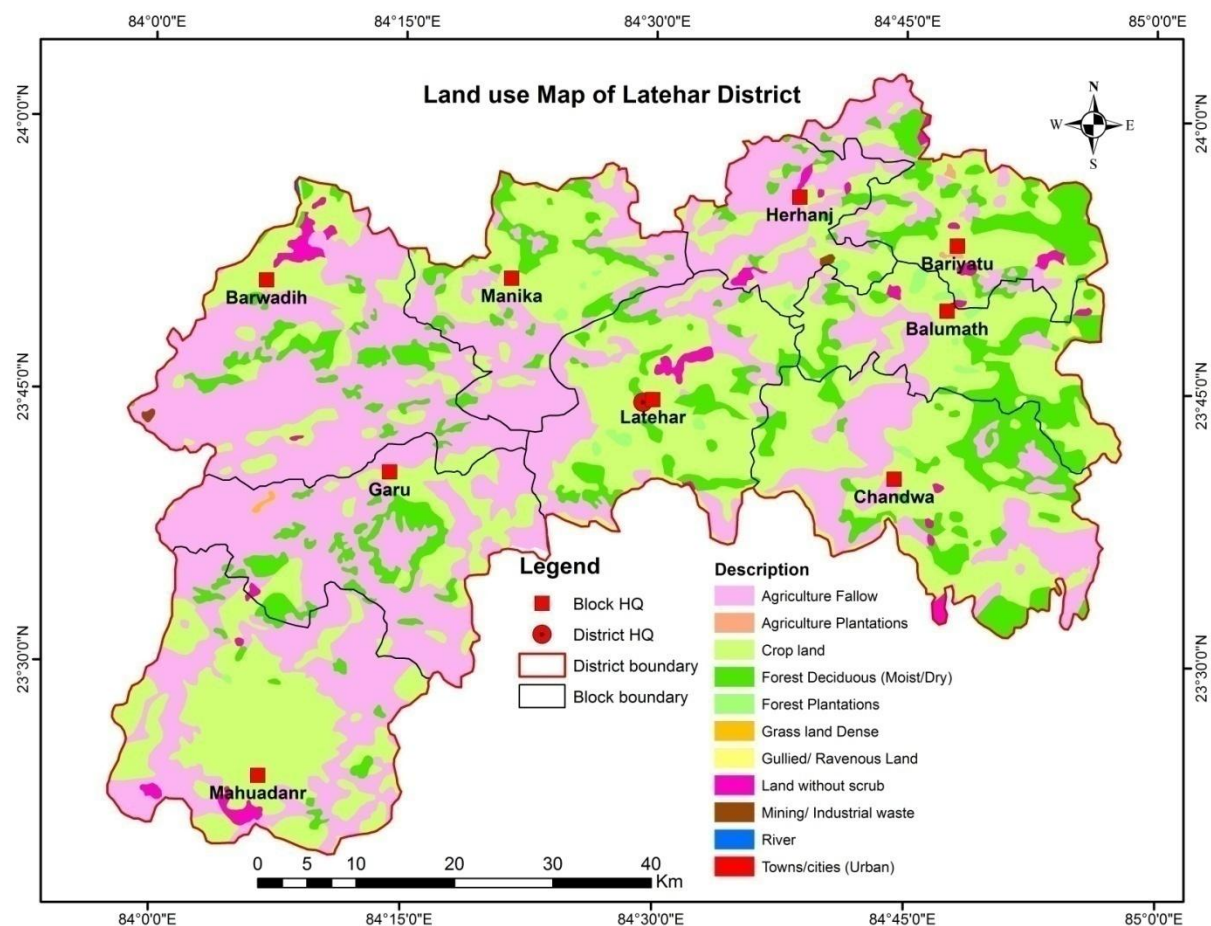 84°0'0"E 84°15'0"E 84°30'0"E 84°45'0"E 85°0'0"E
Land use Map of Latehar District
N
W E
S
24°0'0"N
24°0'0"N
Herhanj
Bariyatu
Barwadih
Manika
Balumath
23°45'0"N
23°45'0"N
Latehar
Garu
Chandwa
23°30'0"N
23°30'0"N
Mahuadanr
Legend
Block HQ
District HQ
District boundary
Block boundary
Description
Agriculture Fallow
Agriculture Plantations
Crop land
Forest Deciduous (Moist/Dry)
Forest Plantations
Grass land Dense
Gullied/ Ravenous Land
Land without scrub
Mining/ Industrial waste
River
Towns/cities (Urban)
0 5 10 20 30 40
Km
84°0'0"E 84°15'0"E 84°30'0"E 84°45'0"E 85°0'0"E